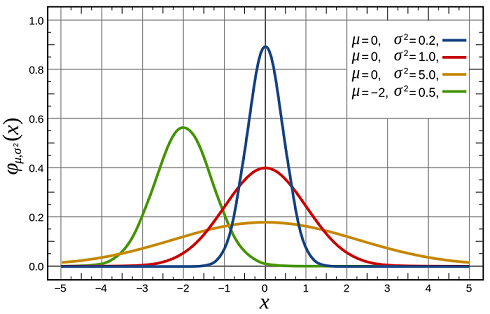 φμ,σ²(x)
1.0
0.8
0.6
0.4
0.2
0.0
−5 −4 −3 −2 −1 0 1 2 3 4 5
x
μ=0, σ²=0.2,
μ=0, σ²=1.0,
μ=0, σ²=5.0,
μ=−2, σ²=0.5,